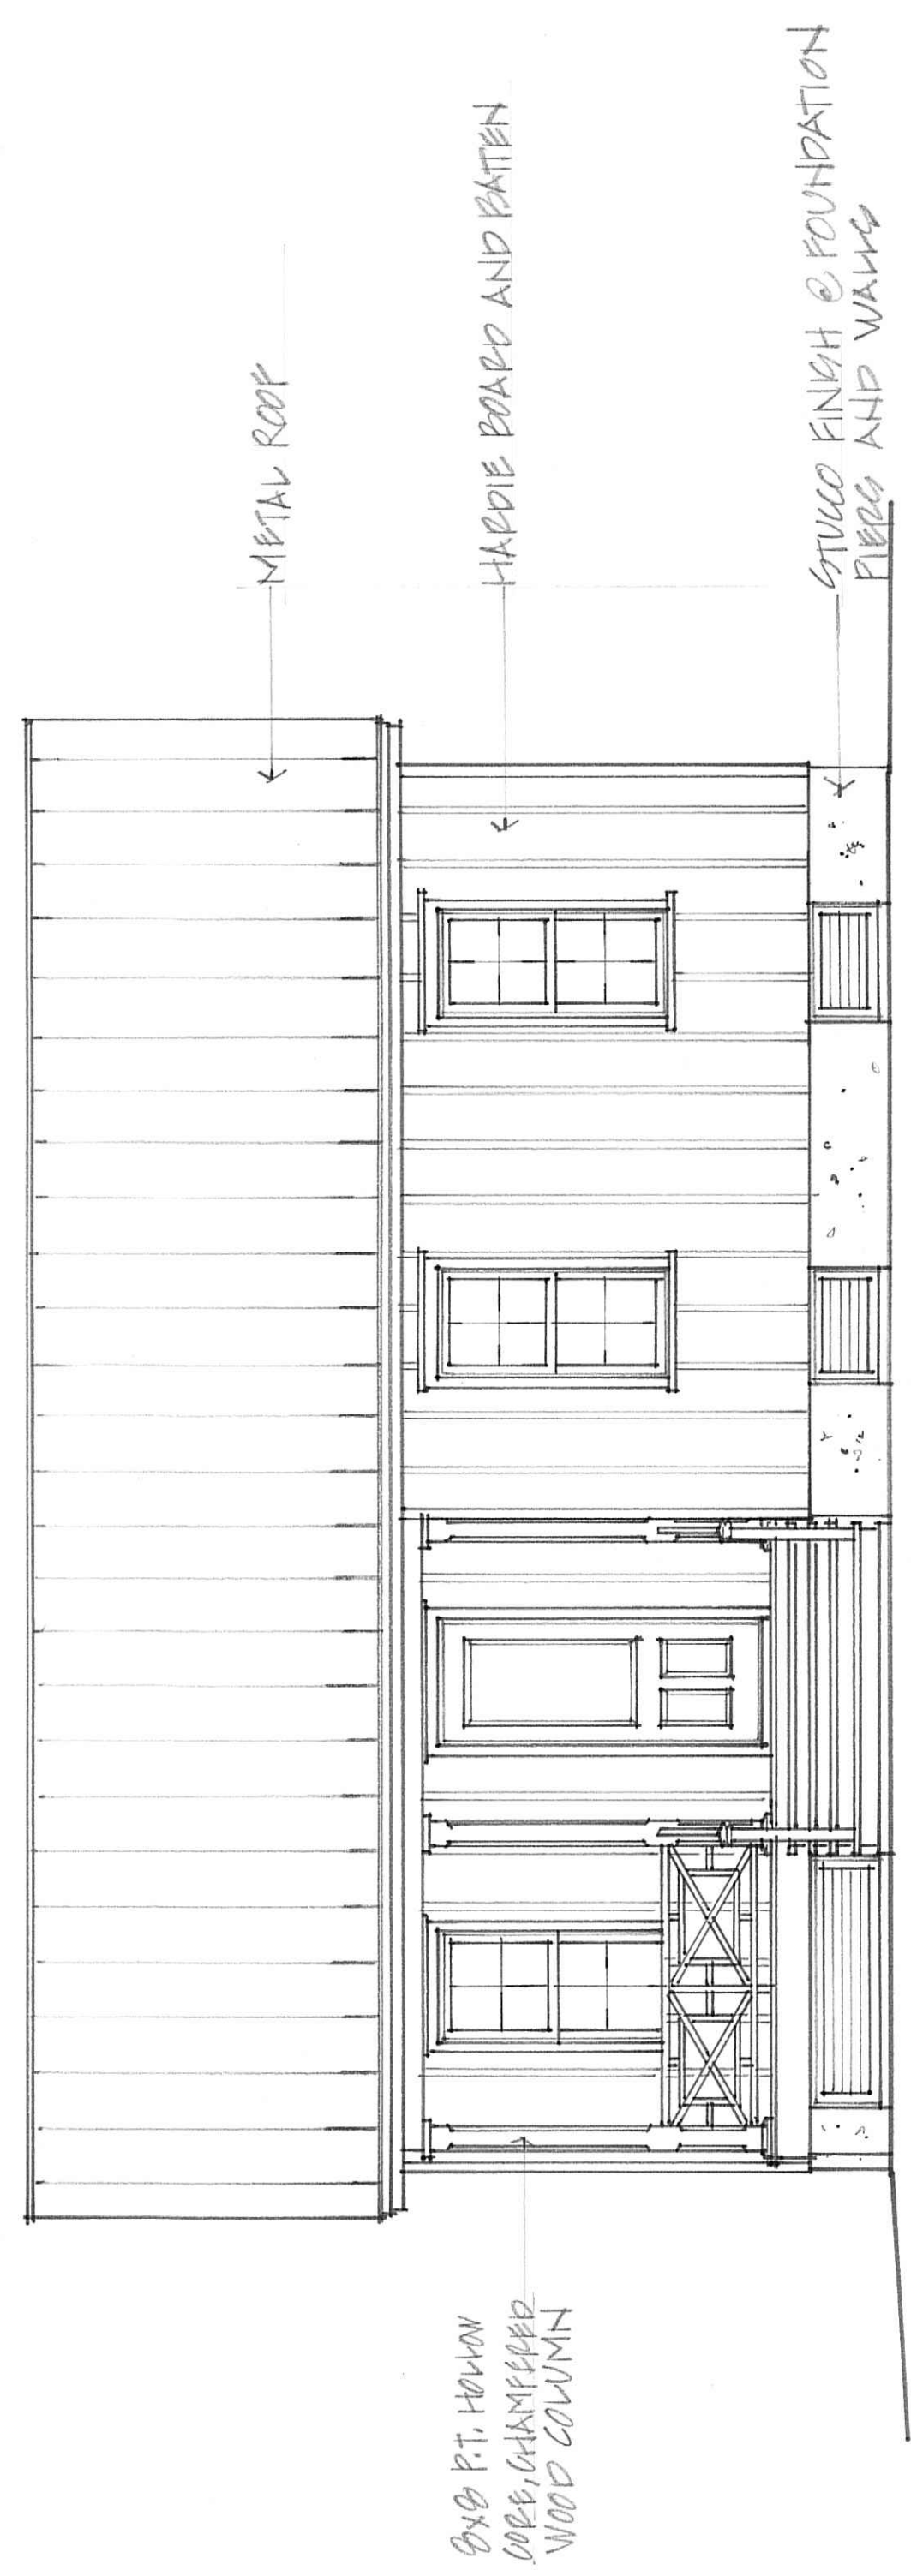 METAL ROOF
HARDIE BOARD AND BATTEN
STUCCO FINISH @ FOUNDATION
PIERS AND WALLS
8x8 P.T. HOLLOW
CORE, CHAMFERED
WOOD COLUMN